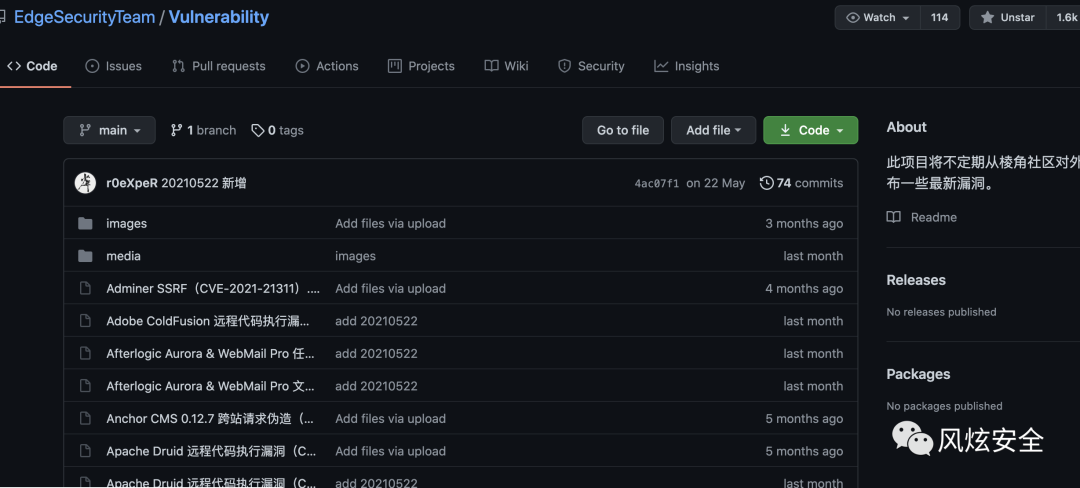 EdgeSecurityTeam / Vulnerability
Watch 114 Unstar 1.6k
Code Issues Pull requests Actions Projects Wiki Security Insights
main 1 branch 0 tags Go to file Add file Code
r0eXpeR 20210522 新增 4ac07f1 on 22 May 74 commits
images Add files via upload 3 months ago
media images last month
Adminer SSRF（CVE-2021-21311）.... Add files via upload 4 months ago
Adobe ColdFusion 远程代码执行漏... add 20210522 last month
Afterlogic Aurora & WebMail Pro 任... add 20210522 last month
Afterlogic Aurora & WebMail Pro 文... add 20210522 last month
Anchor CMS 0.12.7 跨站请求伪造（... Add files via upload 5 months ago
Apache Druid 远程代码执行漏洞（C... Add files via upload 5 months ago
Apache Druid 远程代码执行漏洞（C... add 20210522 last month
About
此项目将不定期从棱角社区对外
布一些最新漏洞。
Readme
Releases
No releases published
Packages
No packages published
风炫安全